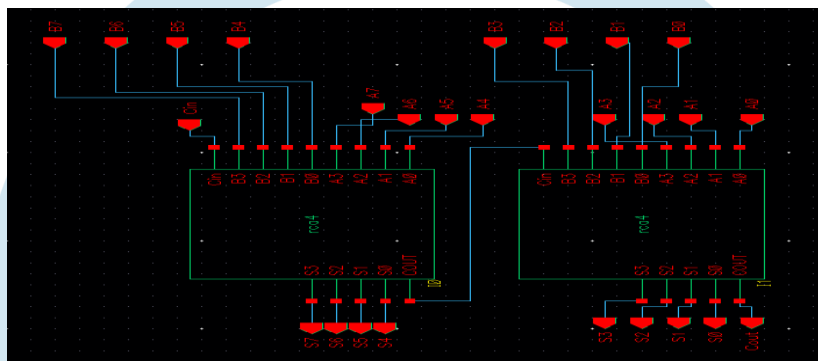 B7 B6 B5 B4 B3 B2 B1 B0
Cin A7 A6 A5 A4 A3 A2 A1 A0
Cin B3 B2 B1 B0 A3 A2 A1 A0 Cin B3 B2 B1 B0 A3 A2 A1 A0
rca4 rca4
S3 S2 S1 S0 COUT S3 S2 S1 S0 COUT
I0 I1
S7 S6 S5 S4 S3 S2 S1 S0 Cout